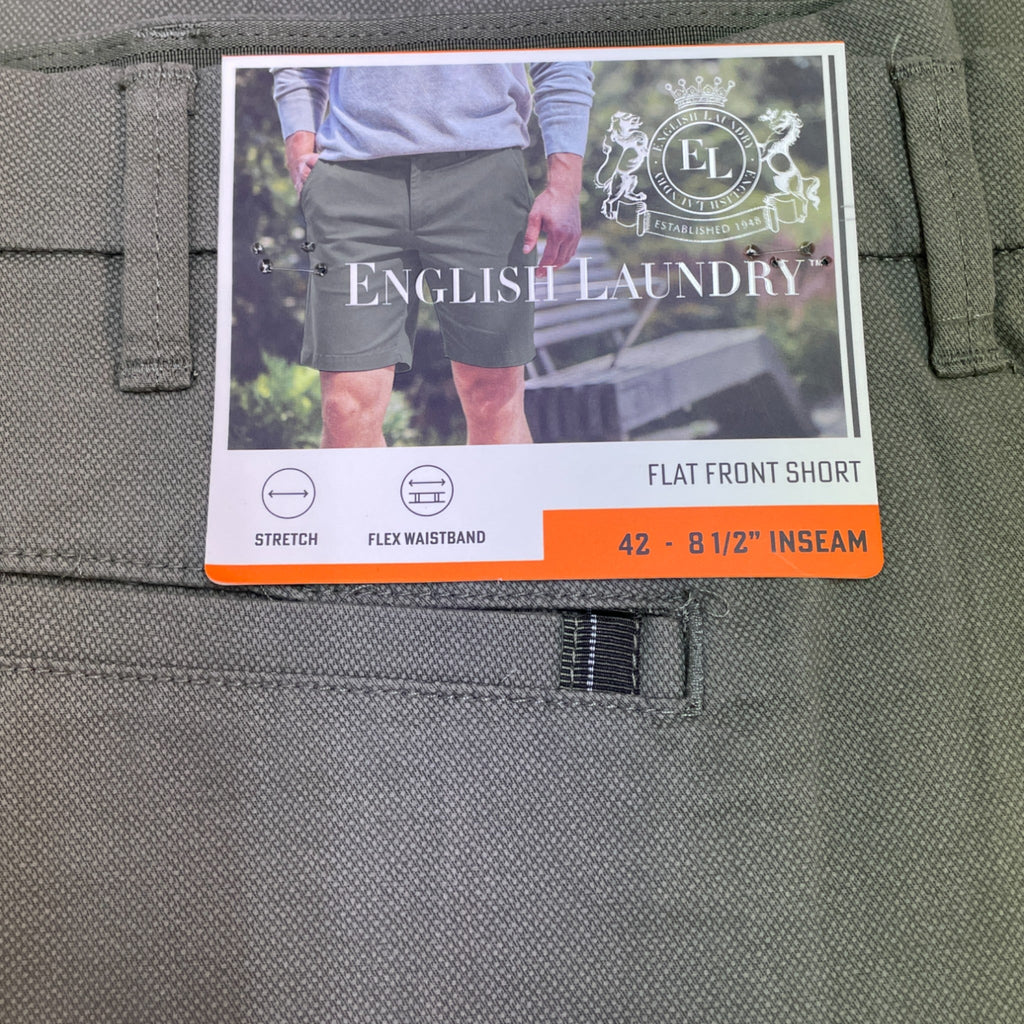 ENGLISH LAUNDRY · ENGLISH LAUNDRY ·
EL
ESTABLISHED 1948
ENGLISH LAUNDRY™
FLAT FRONT SHORT
STRETCH
FLEX WAISTBAND
42 - 8 1/2" INSEAM